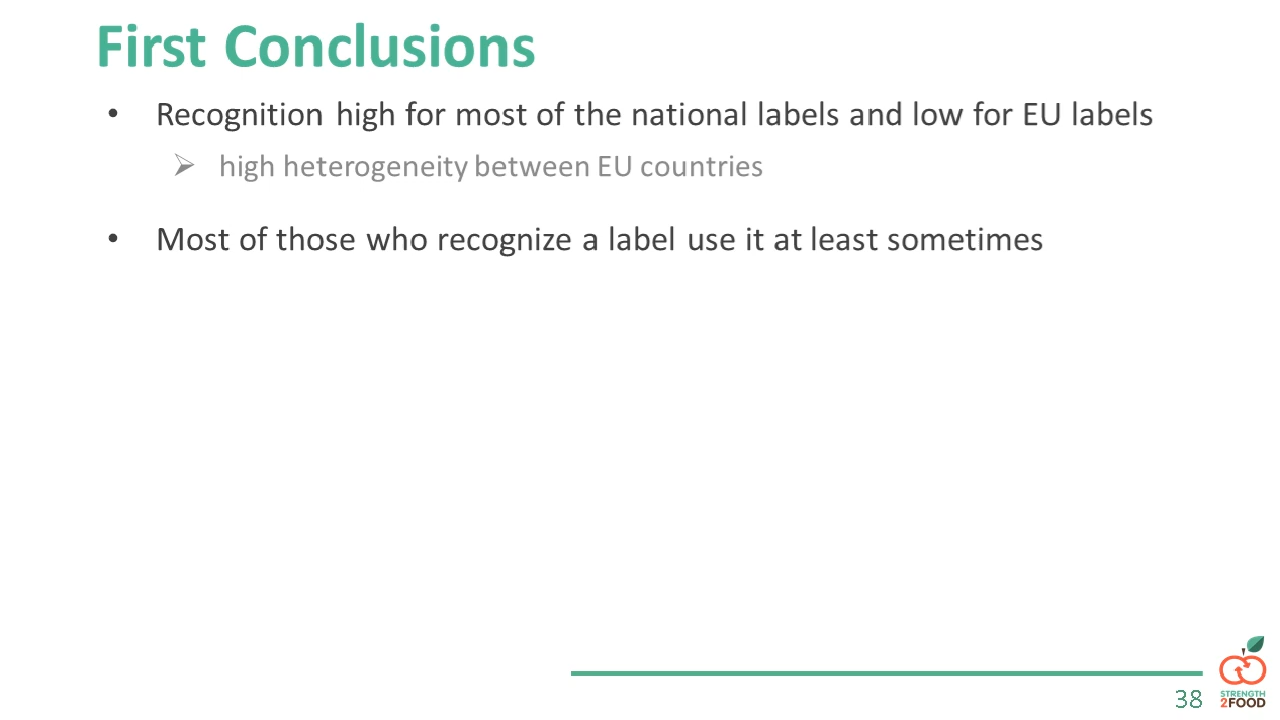 First Conclusions
• Recognition high for most of the national labels and low for EU labels
➢ high heterogeneity between EU countries
• Most of those who recognize a label use it at least sometimes
38
STRENGTH
2FOOD